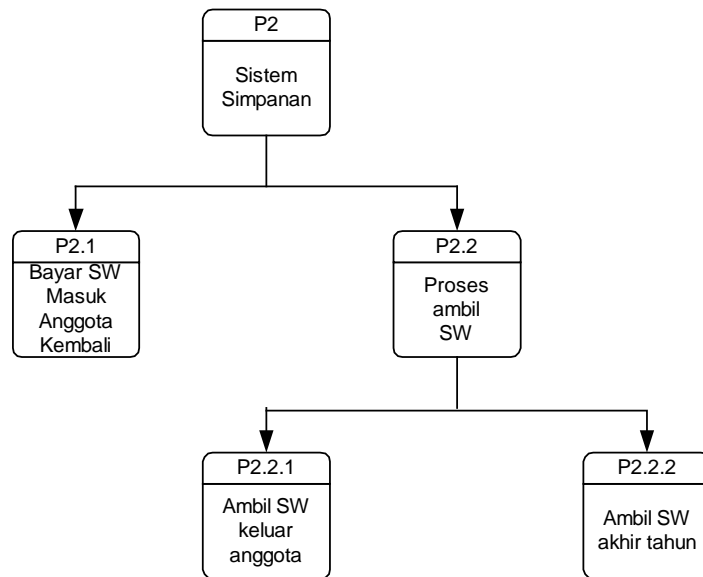 P2
Sistem
Simpanan
P2.1
Bayar SW
Masuk
Anggota
Kembali
P2.2
Proses
ambil
SW
P2.2.1
Ambil SW
keluar
anggota
P2.2.2
Ambil SW
akhir tahun